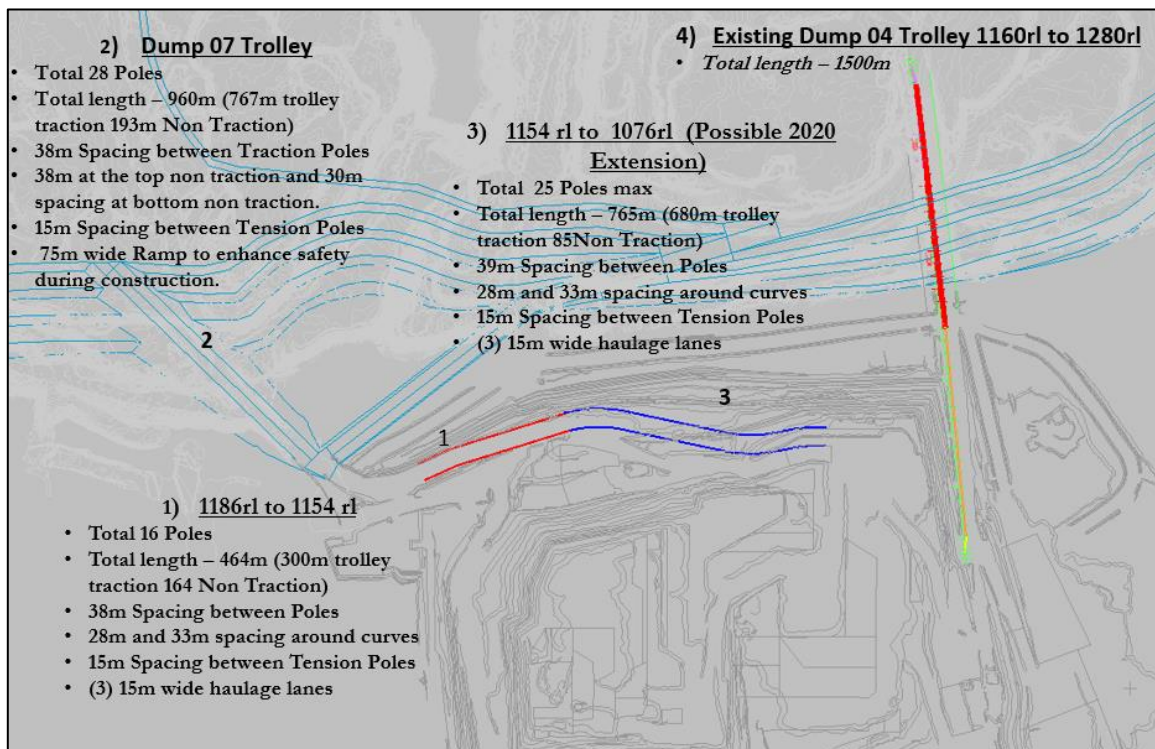 2) Dump 07 Trolley
• Total 28 Poles
• Total length – 960m (767m trolley
traction 193m Non Traction)
• 38m Spacing between Traction Poles
• 38m at the top non traction and 30m
spacing at bottom non traction.
• 15m Spacing between Tension Poles
• 75m wide Ramp to enhance safety
during construction.
4) Existing Dump 04 Trolley 1160rl to 1280rl
• Total length – 1500m
3) 1154 rl to 1076rl (Possible 2020
Extension)
• Total 25 Poles max
• Total length – 765m (680m trolley
traction 85Non Traction)
• 39m Spacing between Poles
• 28m and 33m spacing around curves
• 15m Spacing between Tension Poles
• (3) 15m wide haulage lanes
2
3
1
1) 1186rl to 1154 rl
• Total 16 Poles
• Total length – 464m (300m trolley
traction 164 Non Traction)
• 38m Spacing between Poles
• 28m and 33m spacing around curves
• 15m Spacing between Tension Poles
• (3) 15m wide haulage lanes